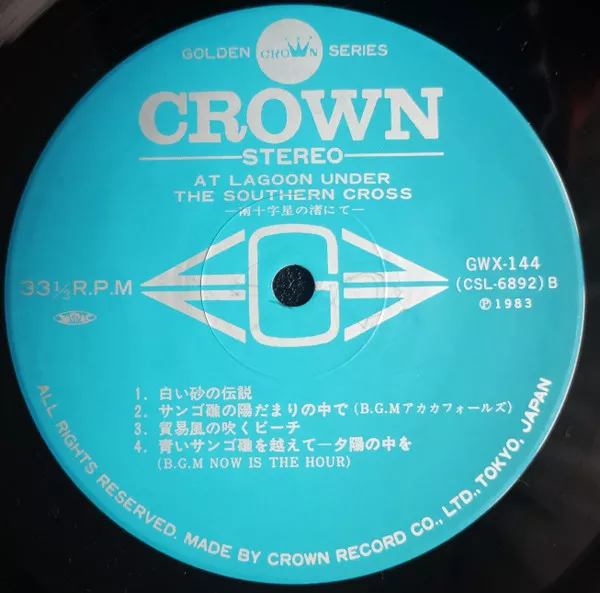 GOLDEN CROWN SERIES
CROWN
STEREO
AT LAGOON UNDER
THE SOUTHERN CROSS
―南十字星の渚にて―
G
33⅓R.P.M
GWX-144
(CSL-6892)B
Ⓟ1983
1. 白い砂の伝説
2. サンゴ礁の陽だまりの中で(B.G.Mアカカフォールズ)
3. 貿易風の吹くビーチ
4. 青いサンゴ礁を越えて―夕陽の中を
(B.G.M NOW IS THE HOUR)
ALL RIGHTS RESERVED. MADE BY CROWN RECORD CO., LTD., TOKYO, JAPAN